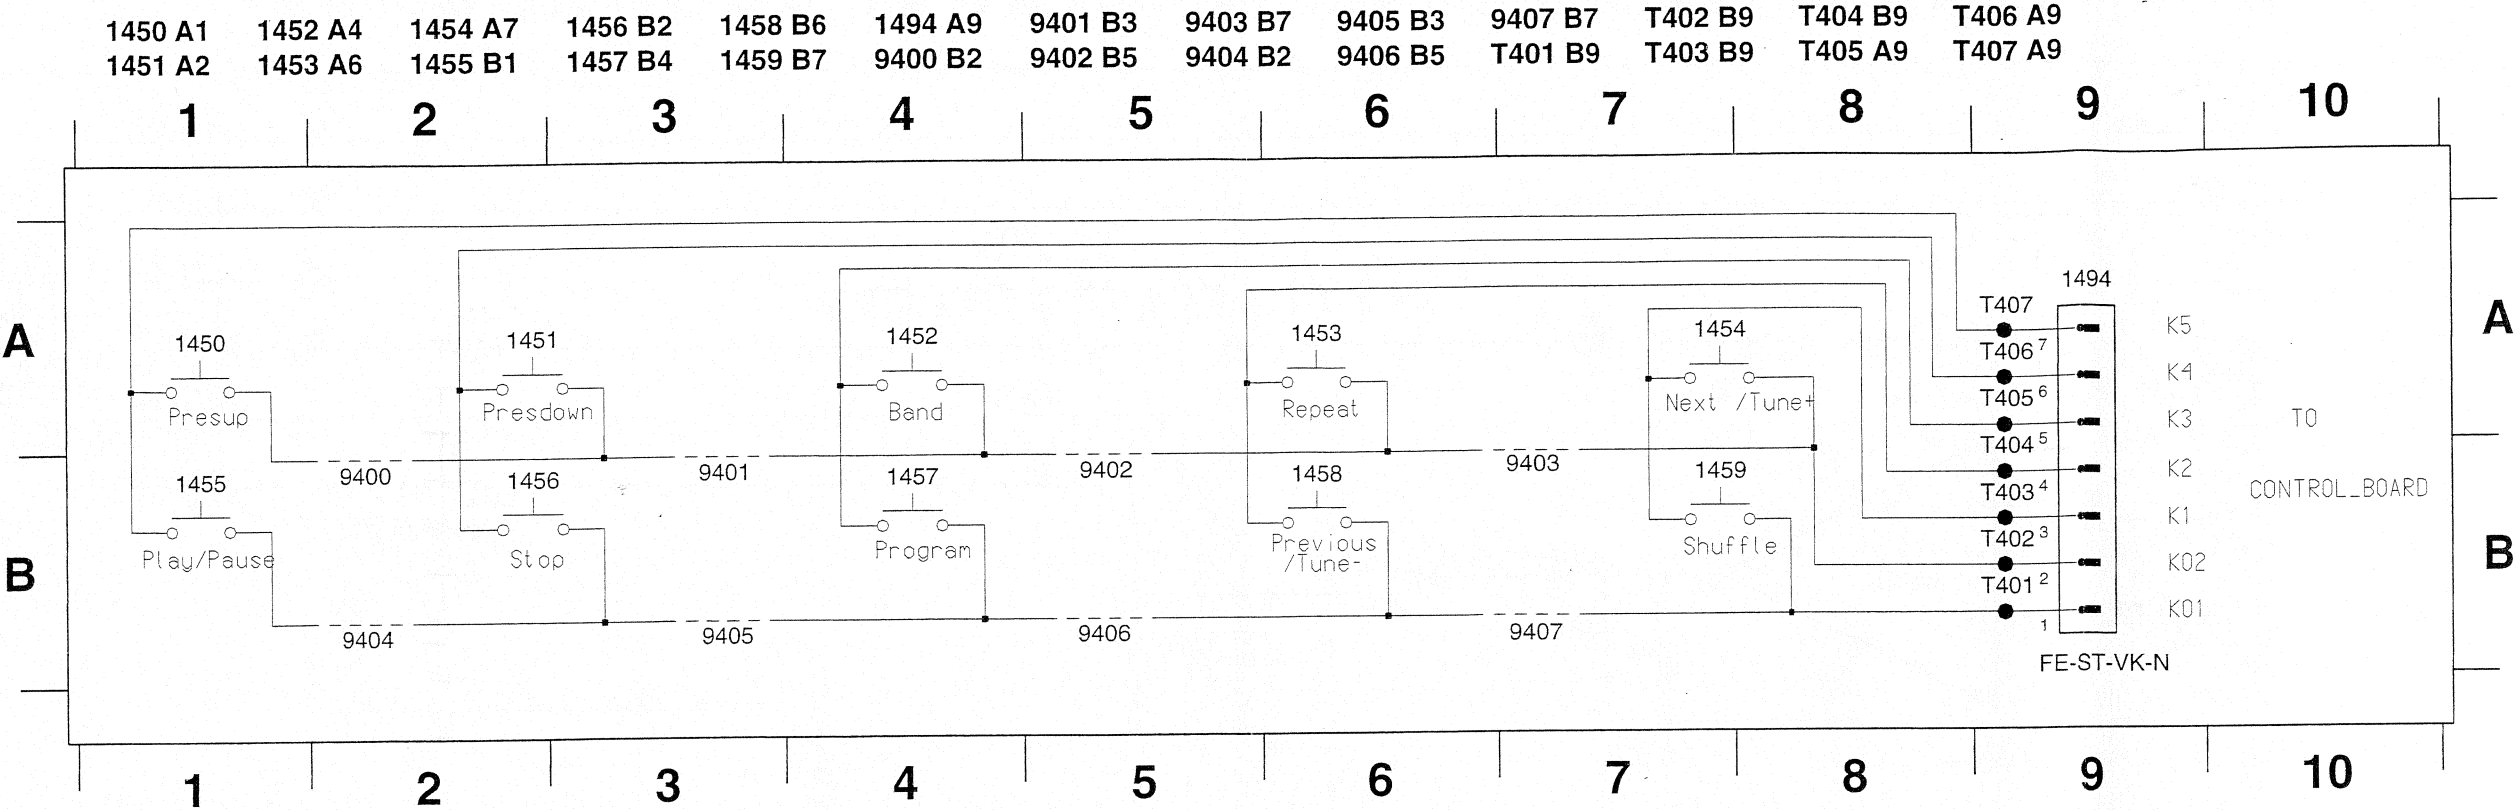 1450 A1 1452 A4 1454 A7 1456 B2 1458 B6 1494 A9 9401 B3 9403 B7 9405 B3 9407 B7 T402 B9 T404 B9 T406 A9
1451 A2 1453 A6 1455 B1 1457 B4 1459 B7 9400 B2 9402 B5 9404 B2 9406 B5 T401 B9 T403 B9 T405 A9 T407 A9
1 2 3 4 5 6 7 8 9 10
1494
T407
K5
A A
1450 1451 1452 1453 1454
T406 7
K4
Presup Presdown Band Repeat Next /Tune+
T405 6
K3
TO
T404 5
9400 9401 9402 9403
K2
1455 1456 1457 1458 1459
T403 4
CONTROL_BOARD
K1
T402 3
B B
Play/Pause Stop Program Previous Shuffle
/Tune-
K02
T401 2
K01
1
9404 9405 9406 9407
FE-ST-VK-N
1 2 3 4 5 6 7 8 9 10